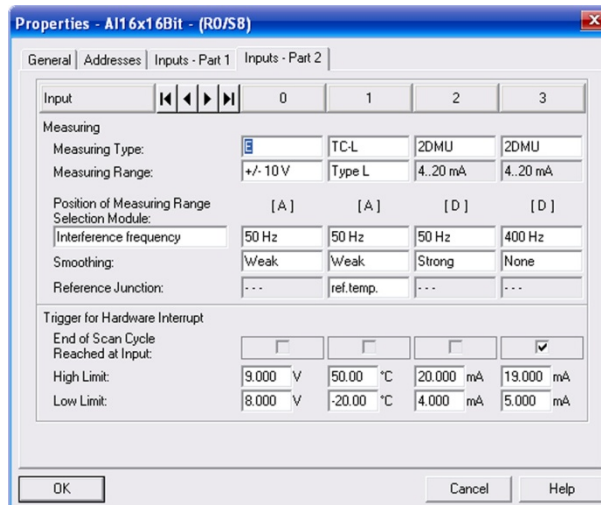 Properties - AI16x16Bit - (R0/S8)
General Addresses Inputs - Part 1 Inputs - Part 2
Input 0 1 2 3
Measuring
Measuring Type: E TC-L 2DMU 2DMU
Measuring Range: +/- 10 V Type L 4..20 mA 4..20 mA
Position of Measuring Range
Selection Module: [ A ] [ A ] [ D ] [ D ]
Interference frequency 50 Hz 50 Hz 50 Hz 400 Hz
Smoothing: Weak Weak Strong None
Reference Junction: - - - ref.temp. - - - - - -
Trigger for Hardware Interrupt
End of Scan Cycle
Reached at Input:
High Limit: 9.000 V 50.00 °C 20.000 mA 19.000 mA
Low Limit: 8.000 V -20.00 °C 4.000 mA 5.000 mA
OK Cancel Help